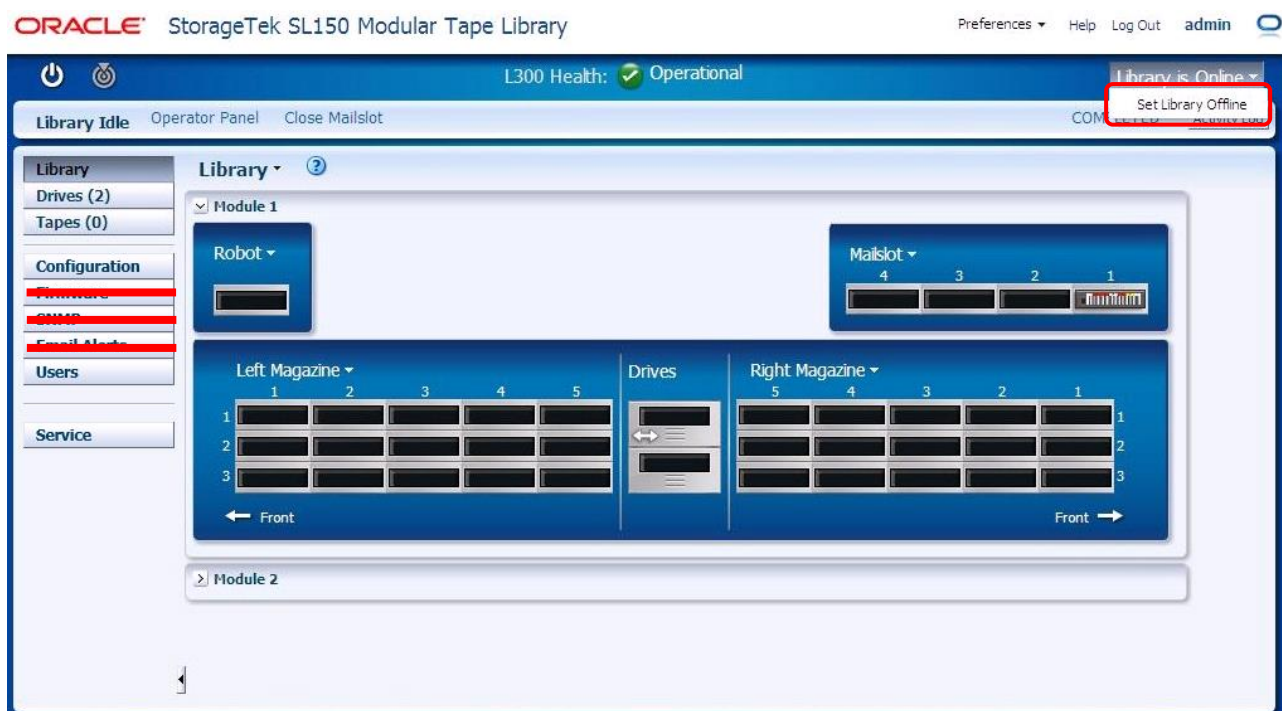 ORACLE StorageTek SL150 Modular Tape Library Preferences Help Log Out admin
L300 Health: Operational Library is Online
Set Library Offline
Library Idle Operator Panel Close Mailslot
Library
Drives (2)
Tapes (0)
Configuration
Users
Service
Library
Module 1
Robot
Mailslot
4 3 2 1
Left Magazine
1 2 3 4 5
1
2
3
Front
Drives
Right Magazine
5 4 3 2 1
1
2
3
Front
Module 2